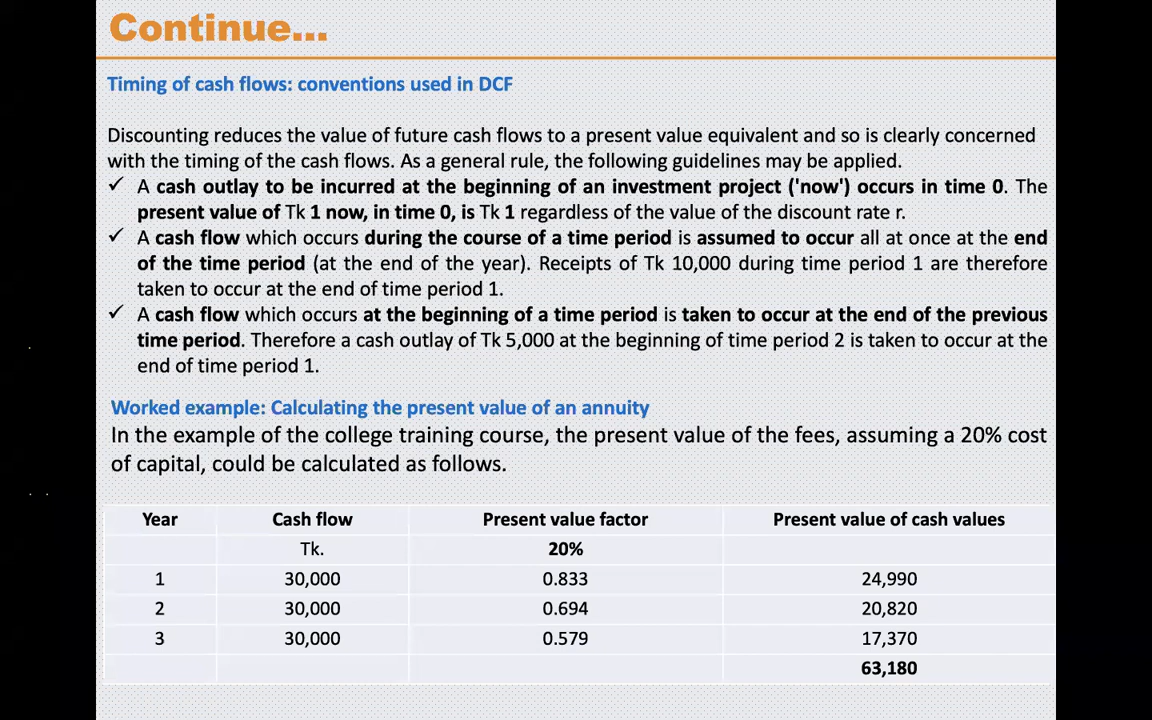 Continue...
Timing of cash flows: conventions used in DCF
Discounting reduces the value of future cash flows to a present value equivalent and so is clearly concerned
with the timing of the cash flows. As a general rule, the following guidelines may be applied.
✓ A cash outlay to be incurred at the beginning of an investment project ('now') occurs in time 0. The
present value of Tk 1 now, in time 0, is Tk 1 regardless of the value of the discount rate r.
✓ A cash flow which occurs during the course of a time period is assumed to occur all at once at the end
of the time period (at the end of the year). Receipts of Tk 10,000 during time period 1 are therefore
taken to occur at the end of time period 1.
✓ A cash flow which occurs at the beginning of a time period is taken to occur at the end of the previous
time period. Therefore a cash outlay of Tk 5,000 at the beginning of time period 2 is taken to occur at the
end of time period 1.
Worked example: Calculating the present value of an annuity
In the example of the college training course, the present value of the fees, assuming a 20% cost
of capital, could be calculated as follows.
Year Cash flow Present value factor Present value of cash values
Tk. 20%
1 30,000 0.833 24,990
2 30,000 0.694 20,820
3 30,000 0.579 17,370
63,180